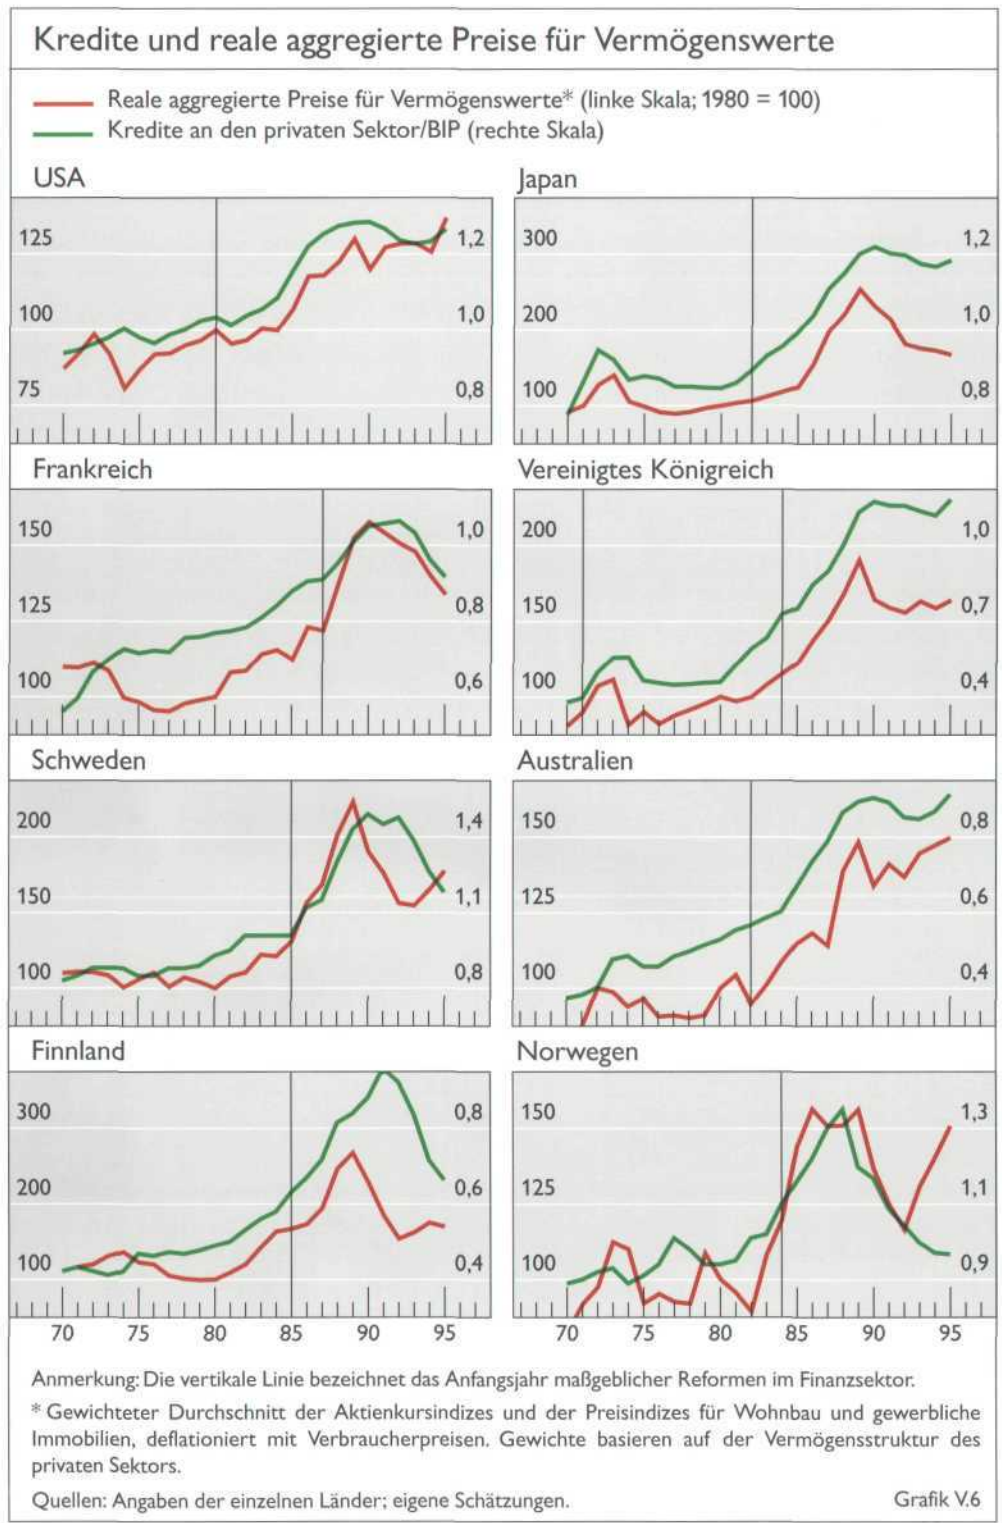 Kredite und reale aggregierte Preise für Vermögenswerte
Reale aggregierte Preise für Vermögenswerte* (linke Skala; 1980 = 100)
Kredite an den privaten Sektor/BIP (rechte Skala)
USA
125 1,2
100 1,0
75 0,8
Japan
300 1,2
200 1,0
100 0,8
Frankreich
150 1,0
125 0,8
100 0,6
Vereinigtes Königreich
200 1,0
150 0,7
100 0,4
Schweden
200 1,4
150 1,1
100 0,8
Australien
150 0,8
125 0,6
100 0,4
Finnland
300 0,8
200 0,6
100 0,4
70 75 80 85 90 95
Norwegen
150 1,3
125 1,1
100 0,9
70 75 80 85 90 95
Anmerkung: Die vertikale Linie bezeichnet das Anfangsjahr maßgeblicher Reformen im Finanzsektor.
* Gewichteter Durchschnitt der Aktienkursindizes und der Preisindizes für Wohnbau und gewerbliche
Immobilien, deflationiert mit Verbraucherpreisen. Gewichte basieren auf der Vermögensstruktur des
privaten Sektors.
Quellen: Angaben der einzelnen Länder; eigene Schätzungen. Grafik V.6